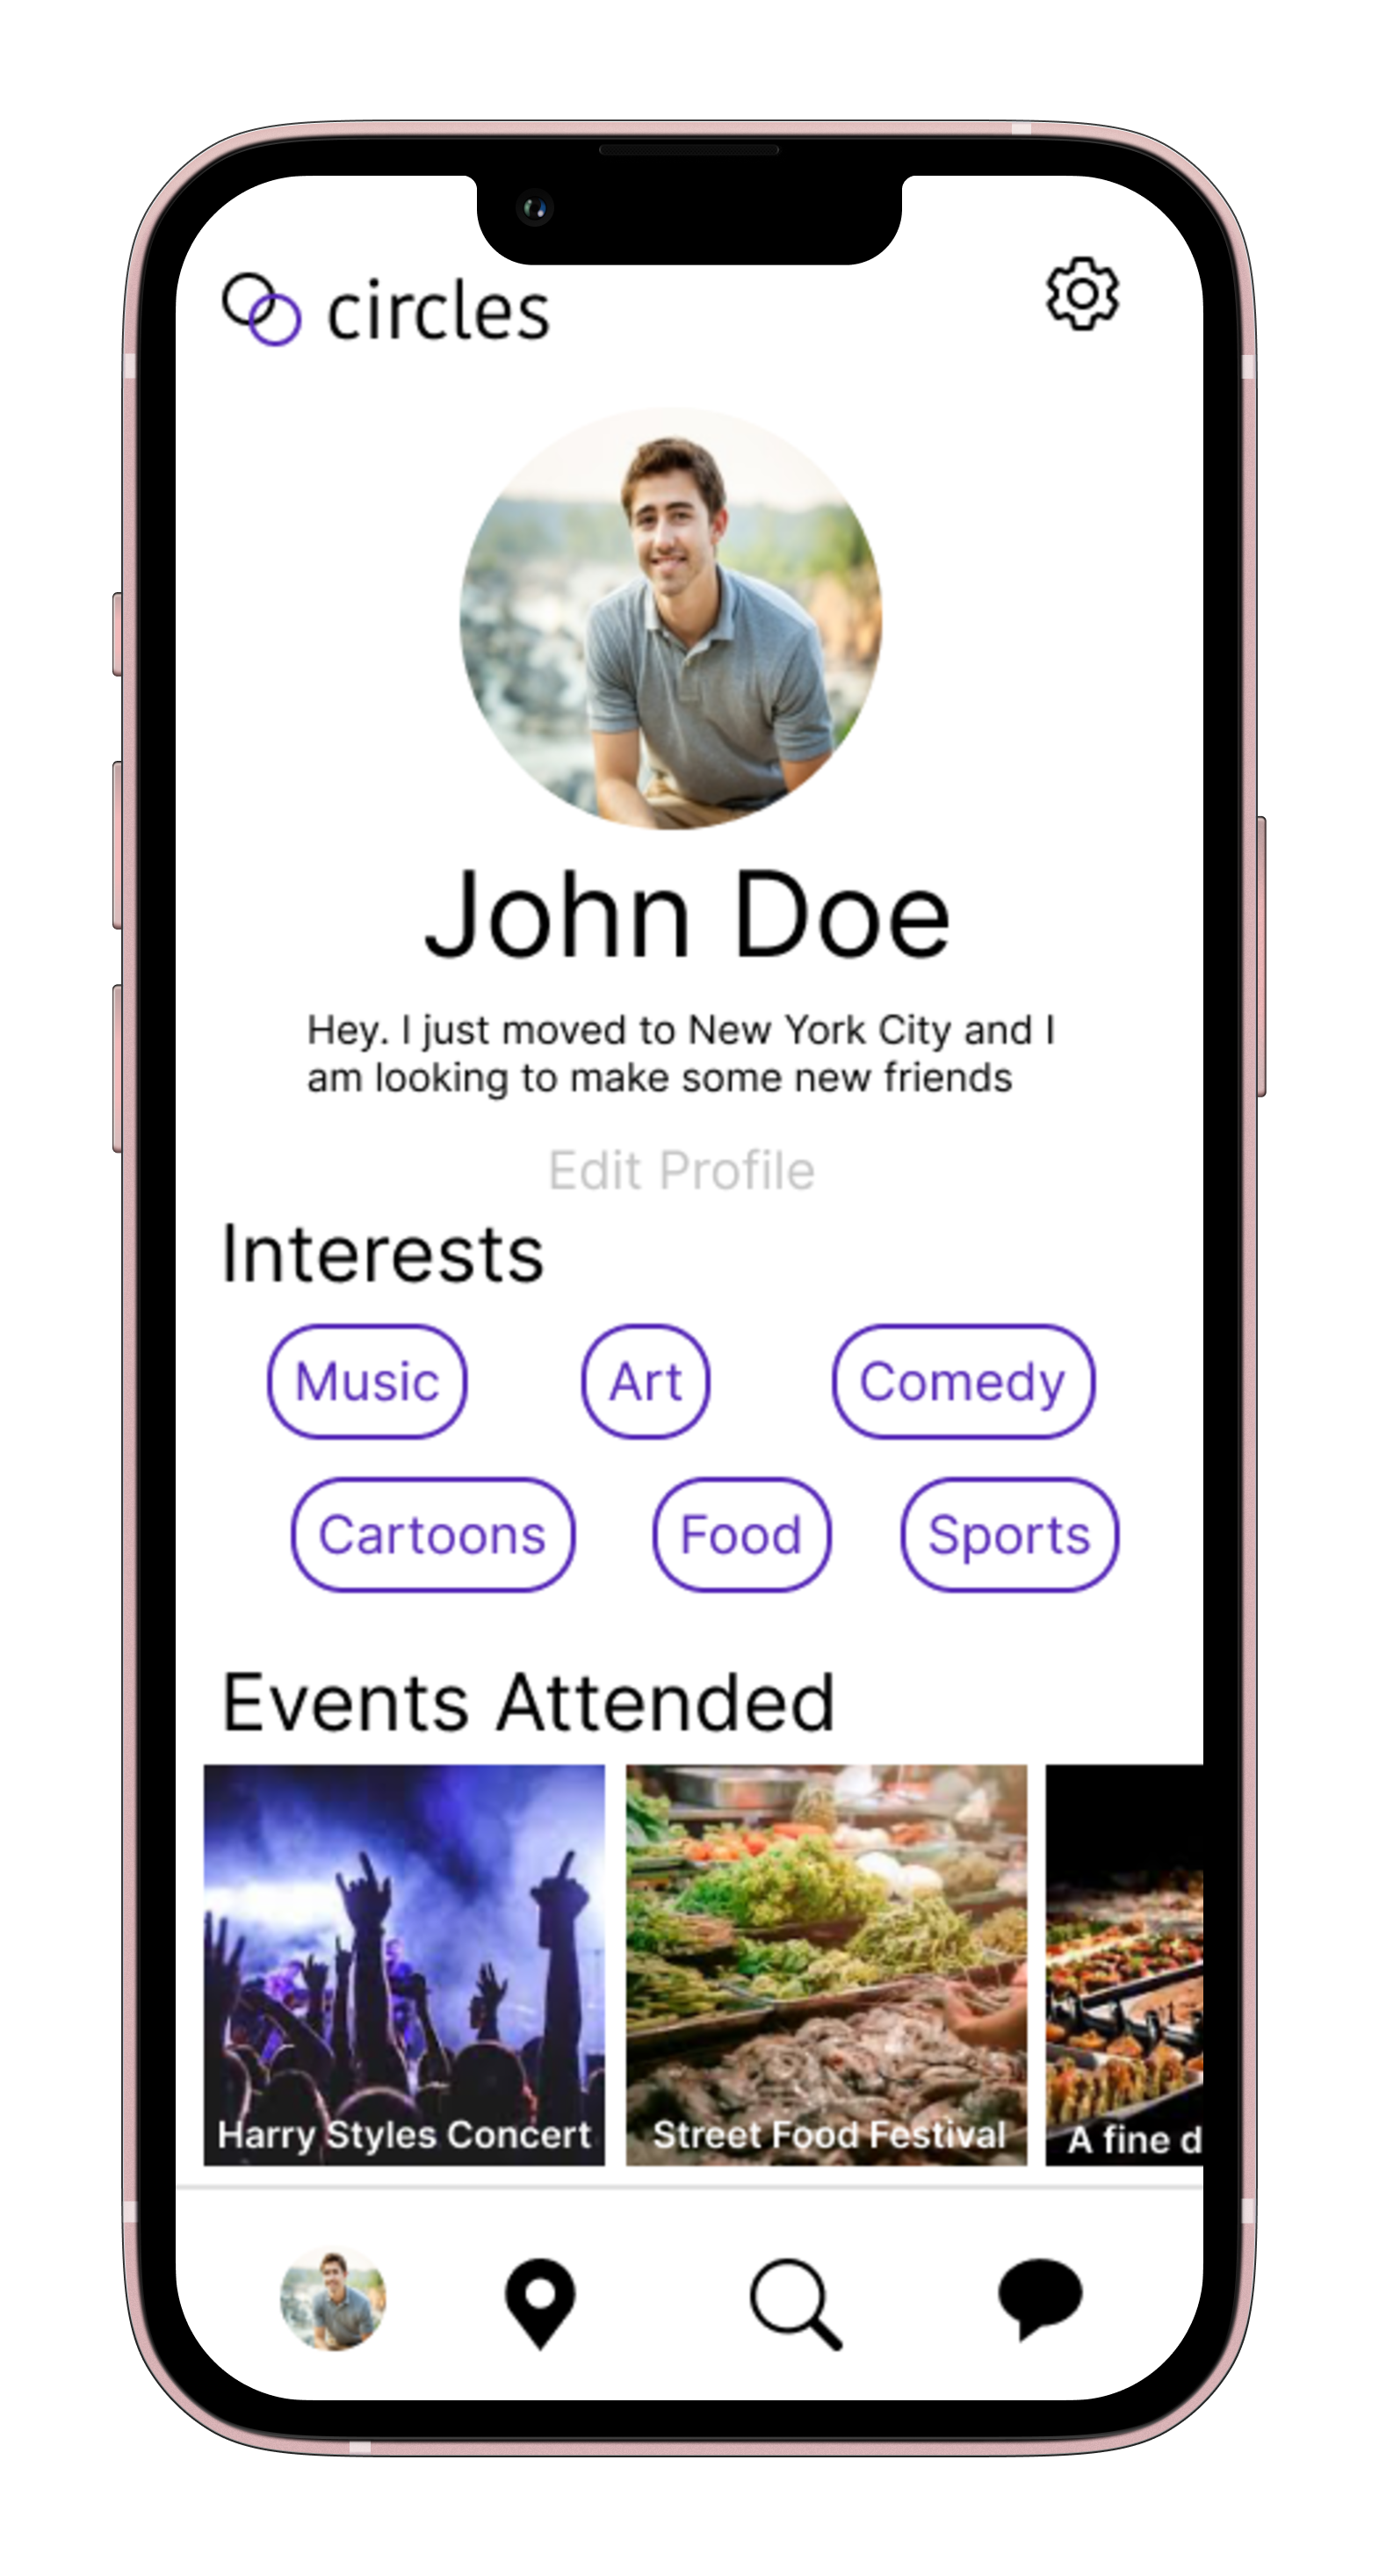 circles
John Doe
Hey. I just moved to New York City and I
am looking to make some new friends
Edit Profile
Interests
Music Art Comedy
Cartoons Food Sports
Events Attended
Harry Styles Concert Street Food Festival A fine d